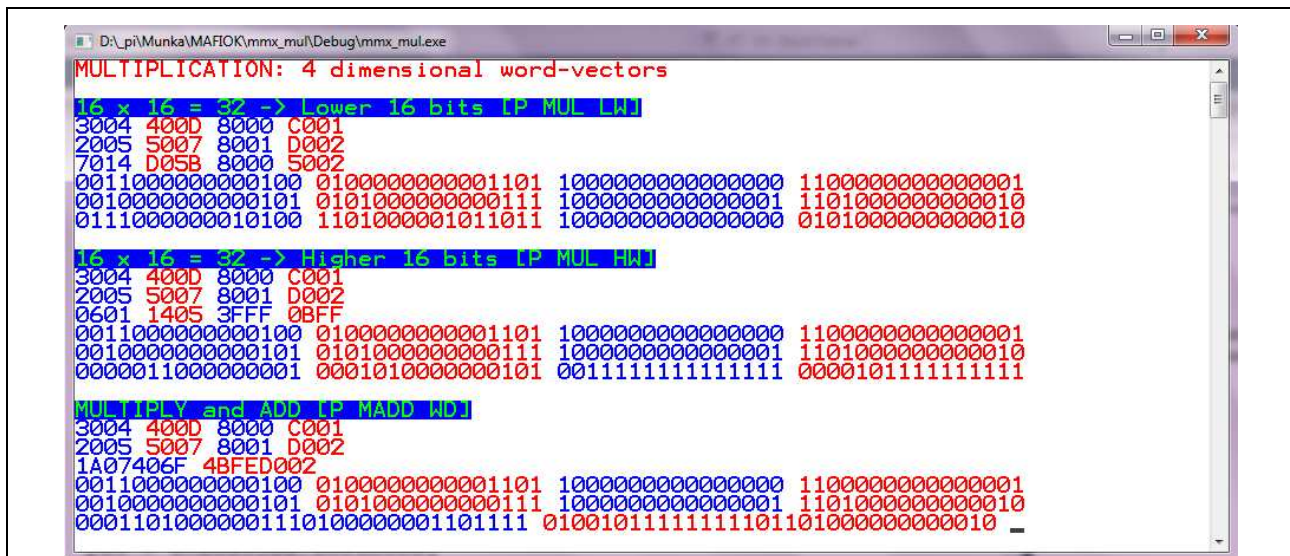 D:\_pi\Munka\MAFIOK\mmx_mul\Debug\mmx_mul.exe
MULTIPLICATION: 4 dimensional word-vectors
16 x 16 = 32 -> Lower 16 bits [P MUL LW]
3004 400D 8000 C001
2005 5007 8001 D002
7014 D05B 8000 5002
0011000000000100 0100000000001101 1000000000000000 1100000000000001
0010000000000101 0101000000000111 1000000000000001 1101000000000010
0111000000010100 1101000001011011 1000000000000000 0101000000000010
16 x 16 = 32 -> Higher 16 bits [P MUL HW]
3004 400D 8000 C001
2005 5007 8001 D002
0601 1405 3FFF 0BFF
0011000000000100 0100000000001101 1000000000000000 1100000000000001
0010000000000101 0101000000000111 1000000000000001 1101000000000010
0000011000000001 0001010000000101 0011111111111111 0000101111111111
MULTIPLY and ADD [P MADD WD]
3004 400D 8000 C001
2005 5007 8001 D002
1A07406F 4BFED002
0011000000000100 0100000000001101 1000000000000000 1100000000000001
0010000000000101 0101000000000111 1000000000000001 1101000000000010
00011010000001110100000001101111 01001011111111101101000000000010